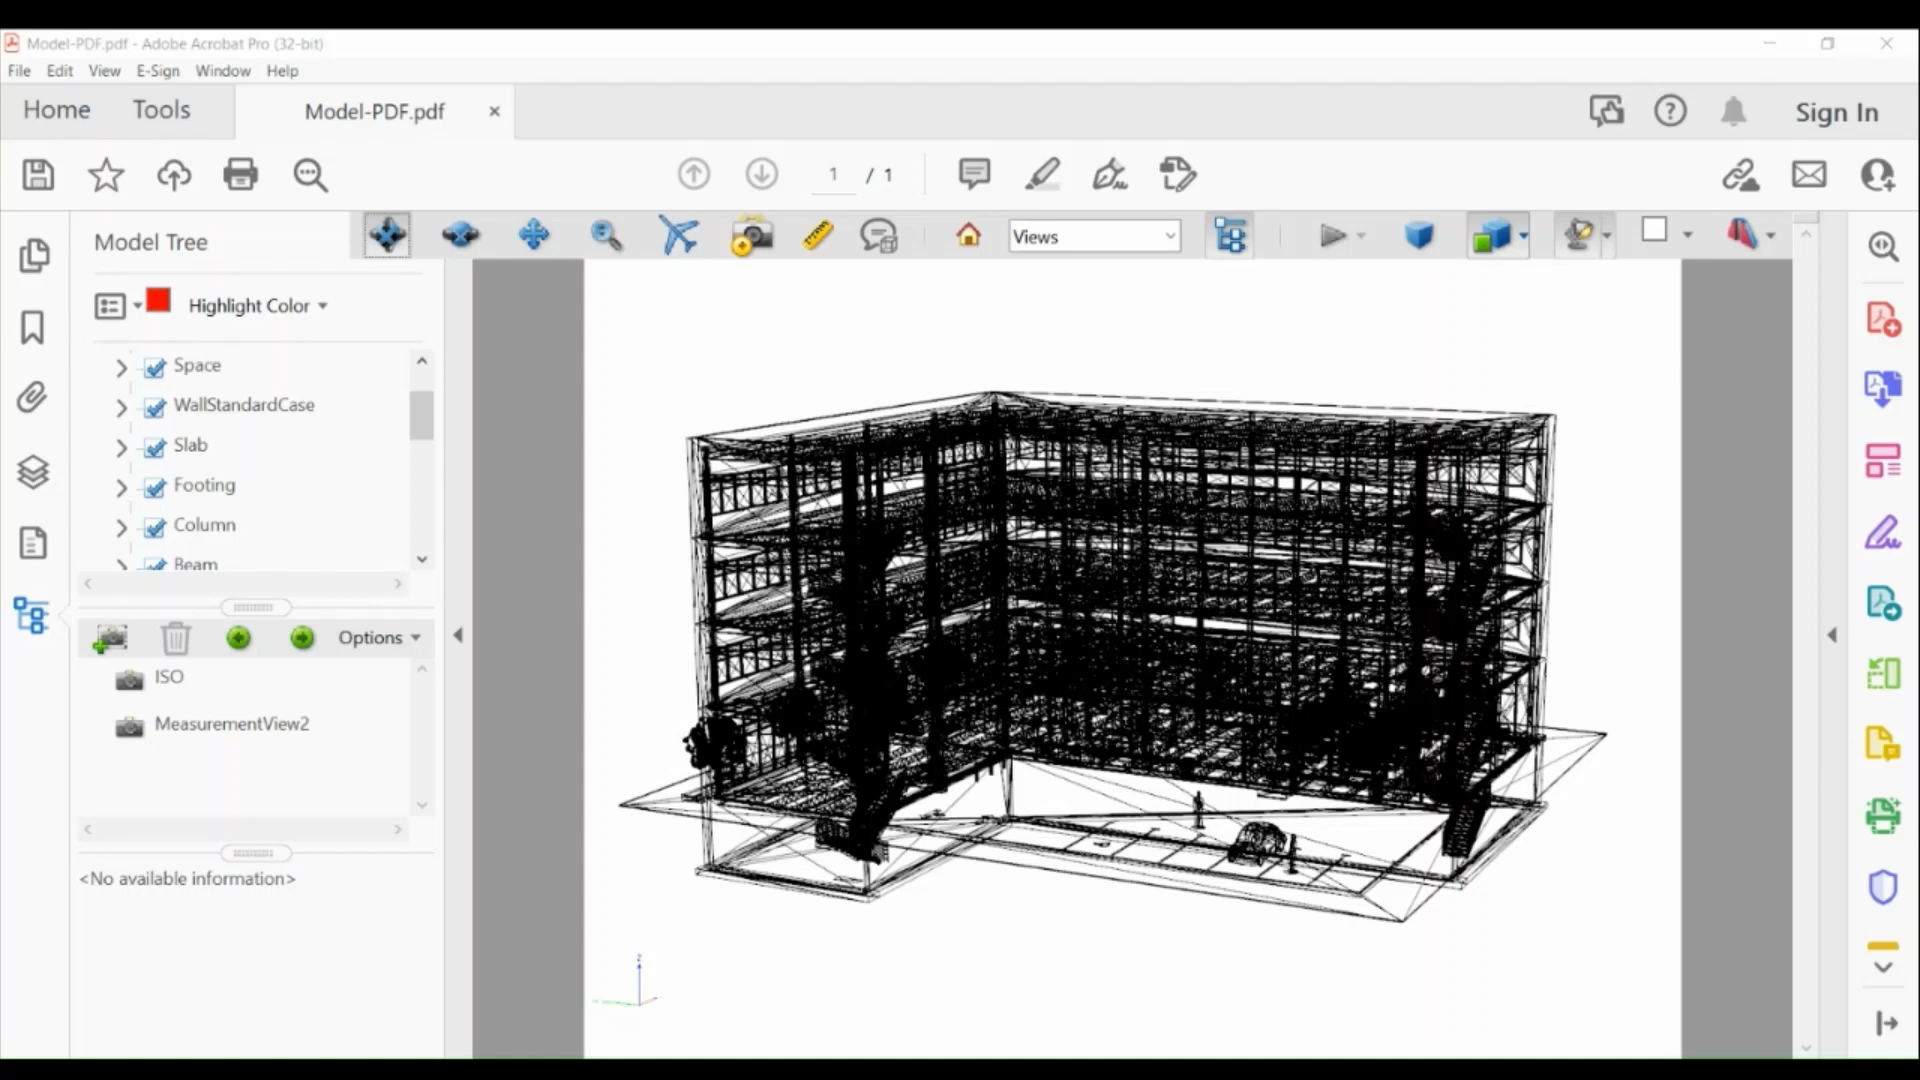 Model-PDF.pdf - Adobe Acrobat Pro (32-bit)
File Edit View E-Sign Window Help
Home Tools Model-PDF.pdf × Sign In
1 / 1
Model Tree Views
Highlight Color
Space
WallStandardCase
Slab
Footing
Column
Beam
Options
ISO
MeasurementView2
<No available information>
z